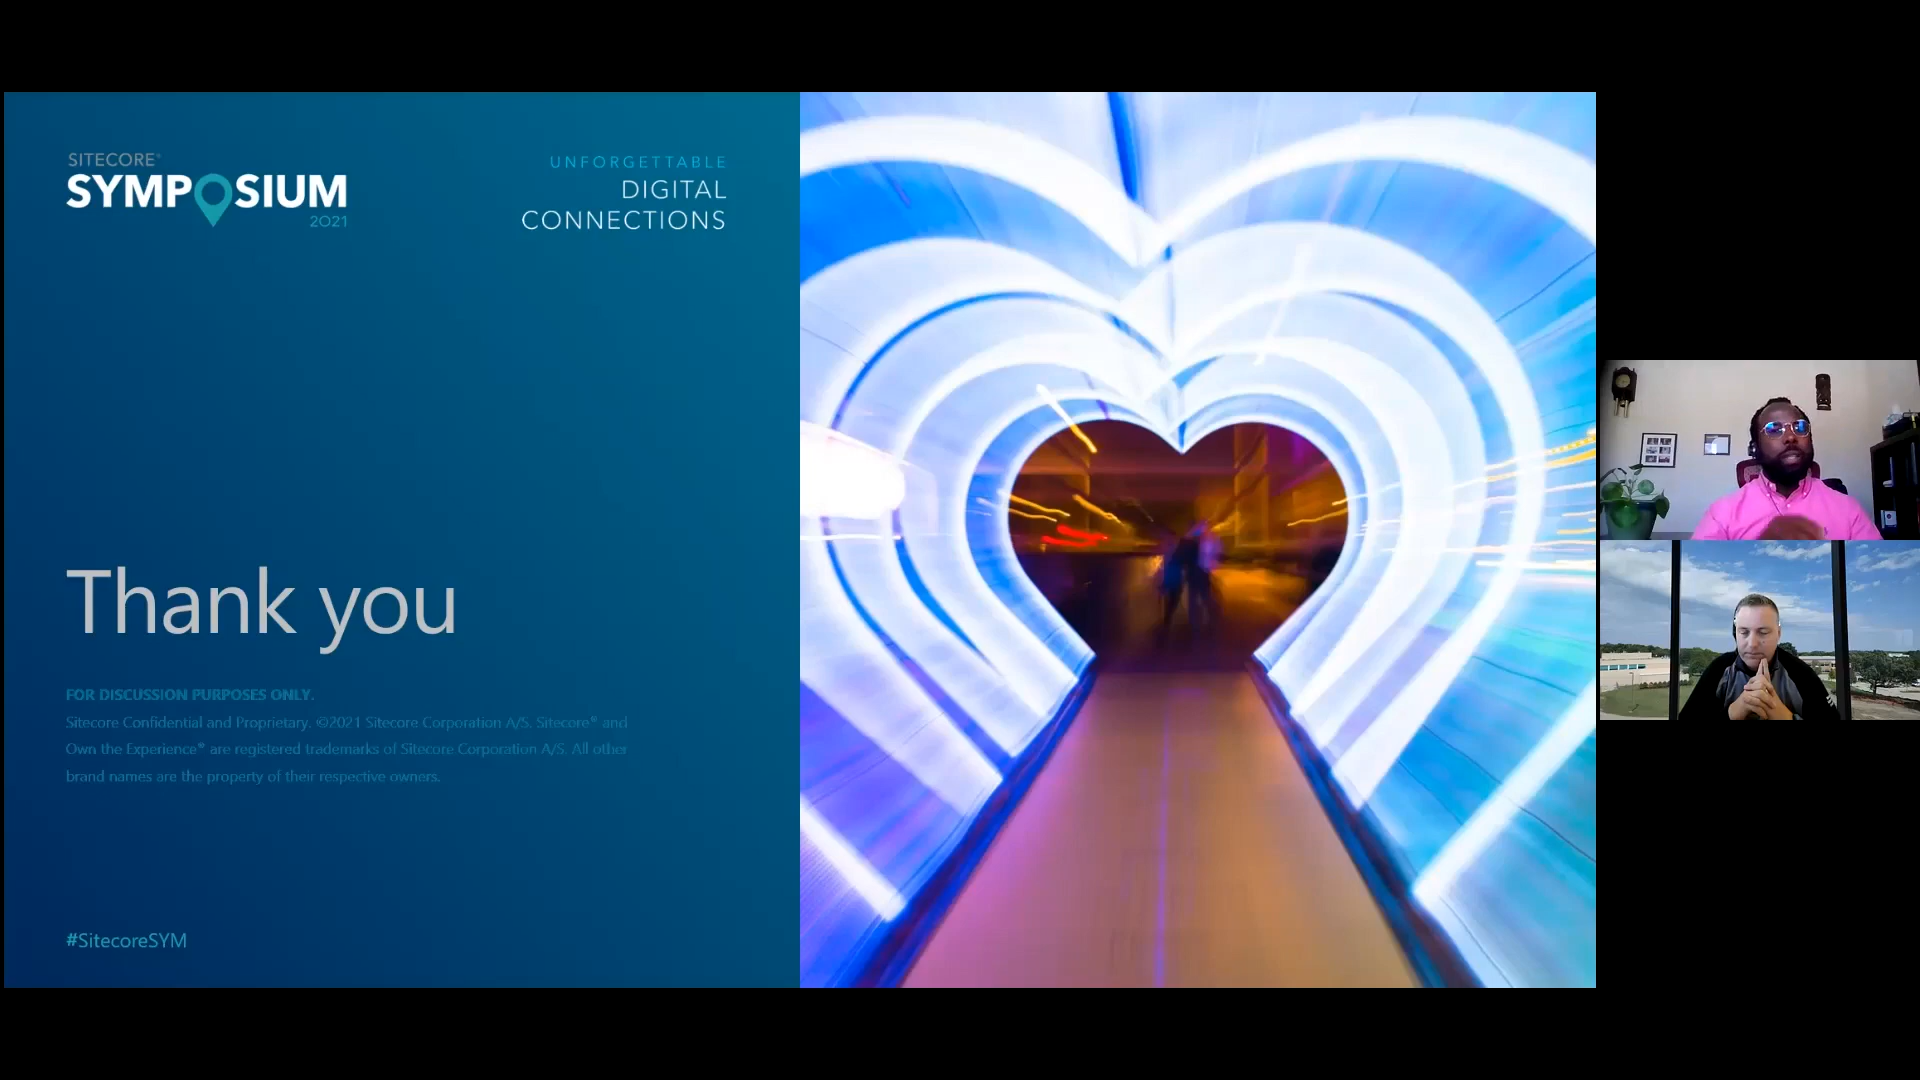 SITECORE®
SYMPOSIUM
2021
UNFORGETTABLE
DIGITAL
CONNECTIONS
Thank you
FOR DISCUSSION PURPOSES ONLY.
Sitecore Confidential and Proprietary. ©2021 Sitecore Corporation A/S. Sitecore® and
Own the Experience® are registered trademarks of Sitecore Corporation A/S. All other
brand names are the property of their respective owners.
#SitecoreSYM